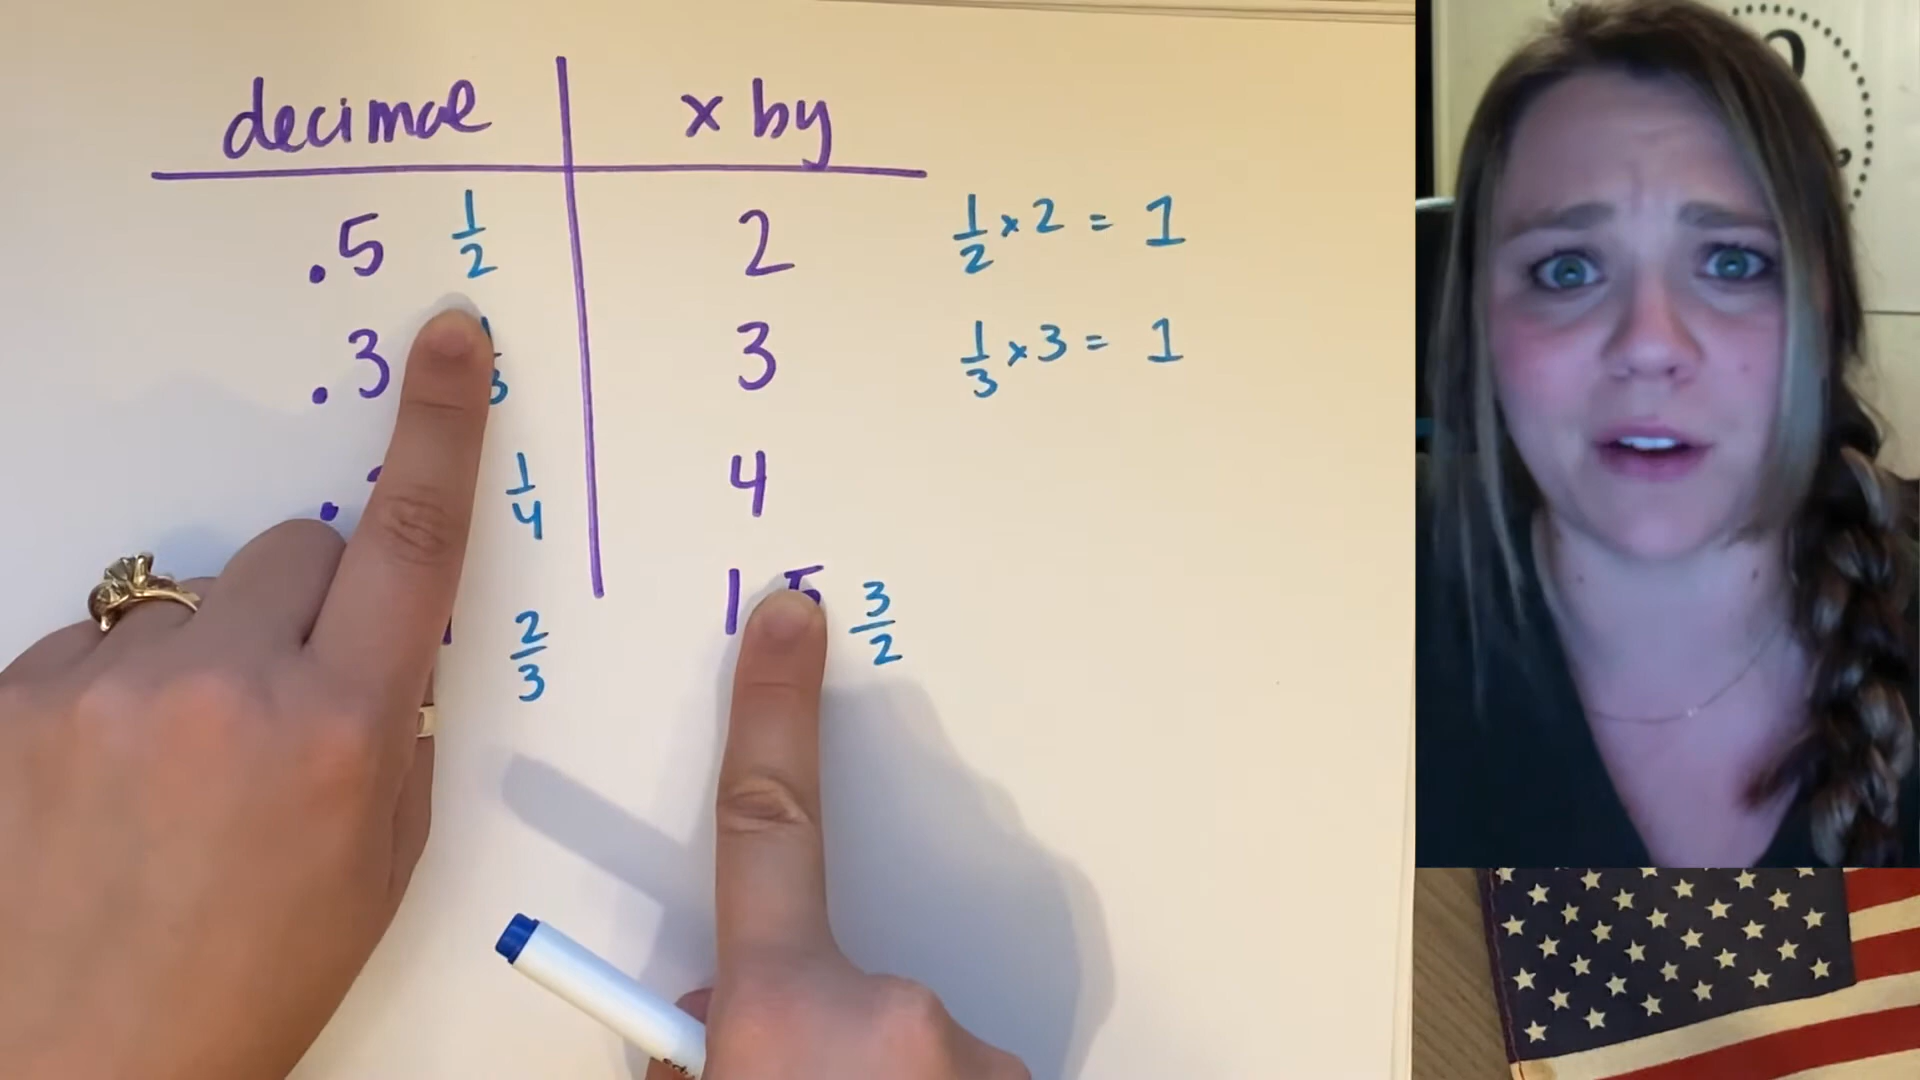 decimal x by
.5 1/2 2 1/2 x 2 = 1
.3 3 1/3 x 3 = 1
1/4 4
2/3 1 5 3/2